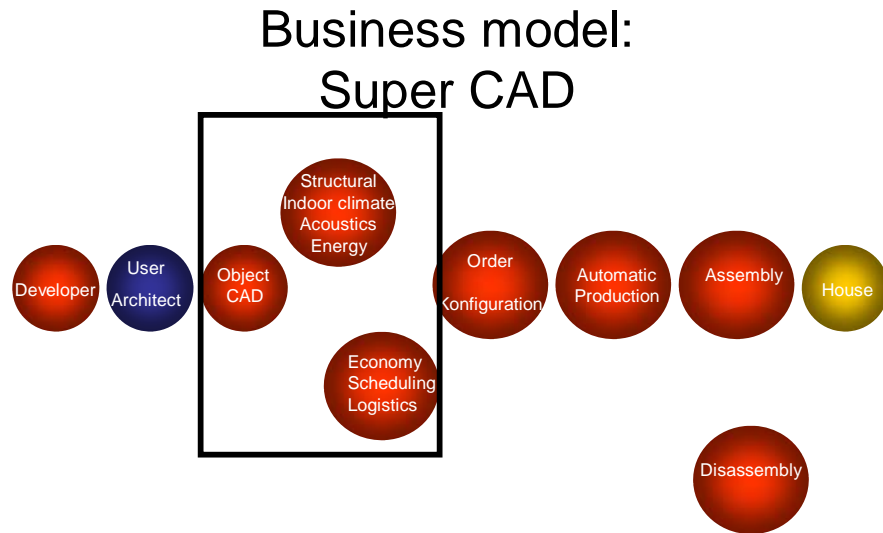 Business model:
Super CAD
Developer
User
Architect
Object
CAD
Structural
Indoor climate
Acoustics
Energy
Economy
Scheduling
Logistics
Order
Konfiguration
Automatic
Production
Assembly
House
Disassembly